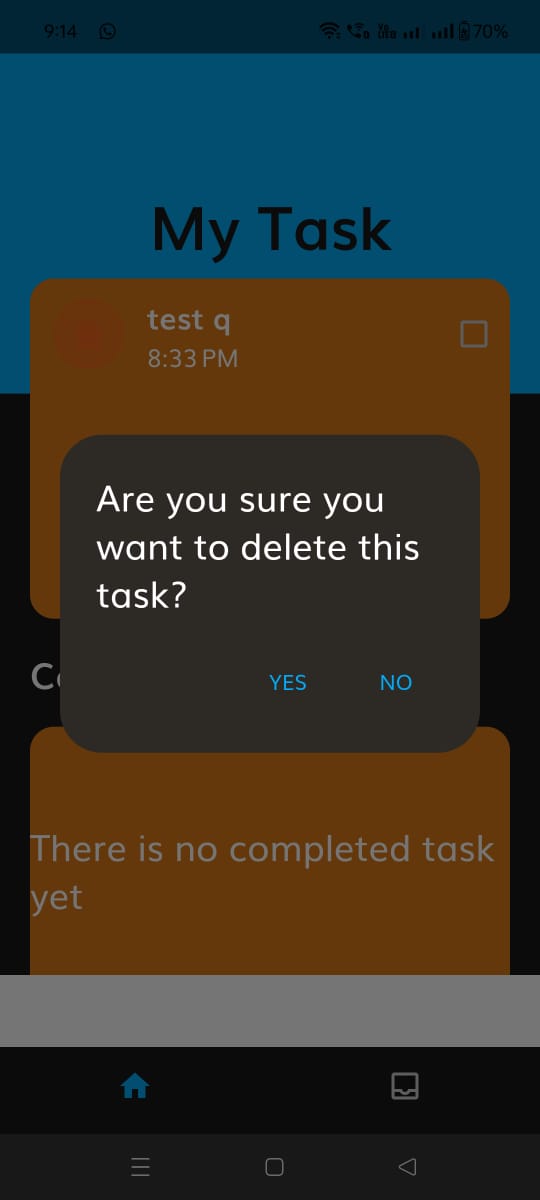 9:14
70%
My Task
test q
8:33 PM
Are you sure you
want to delete this
task?
YES
NO
There is no completed task
yet